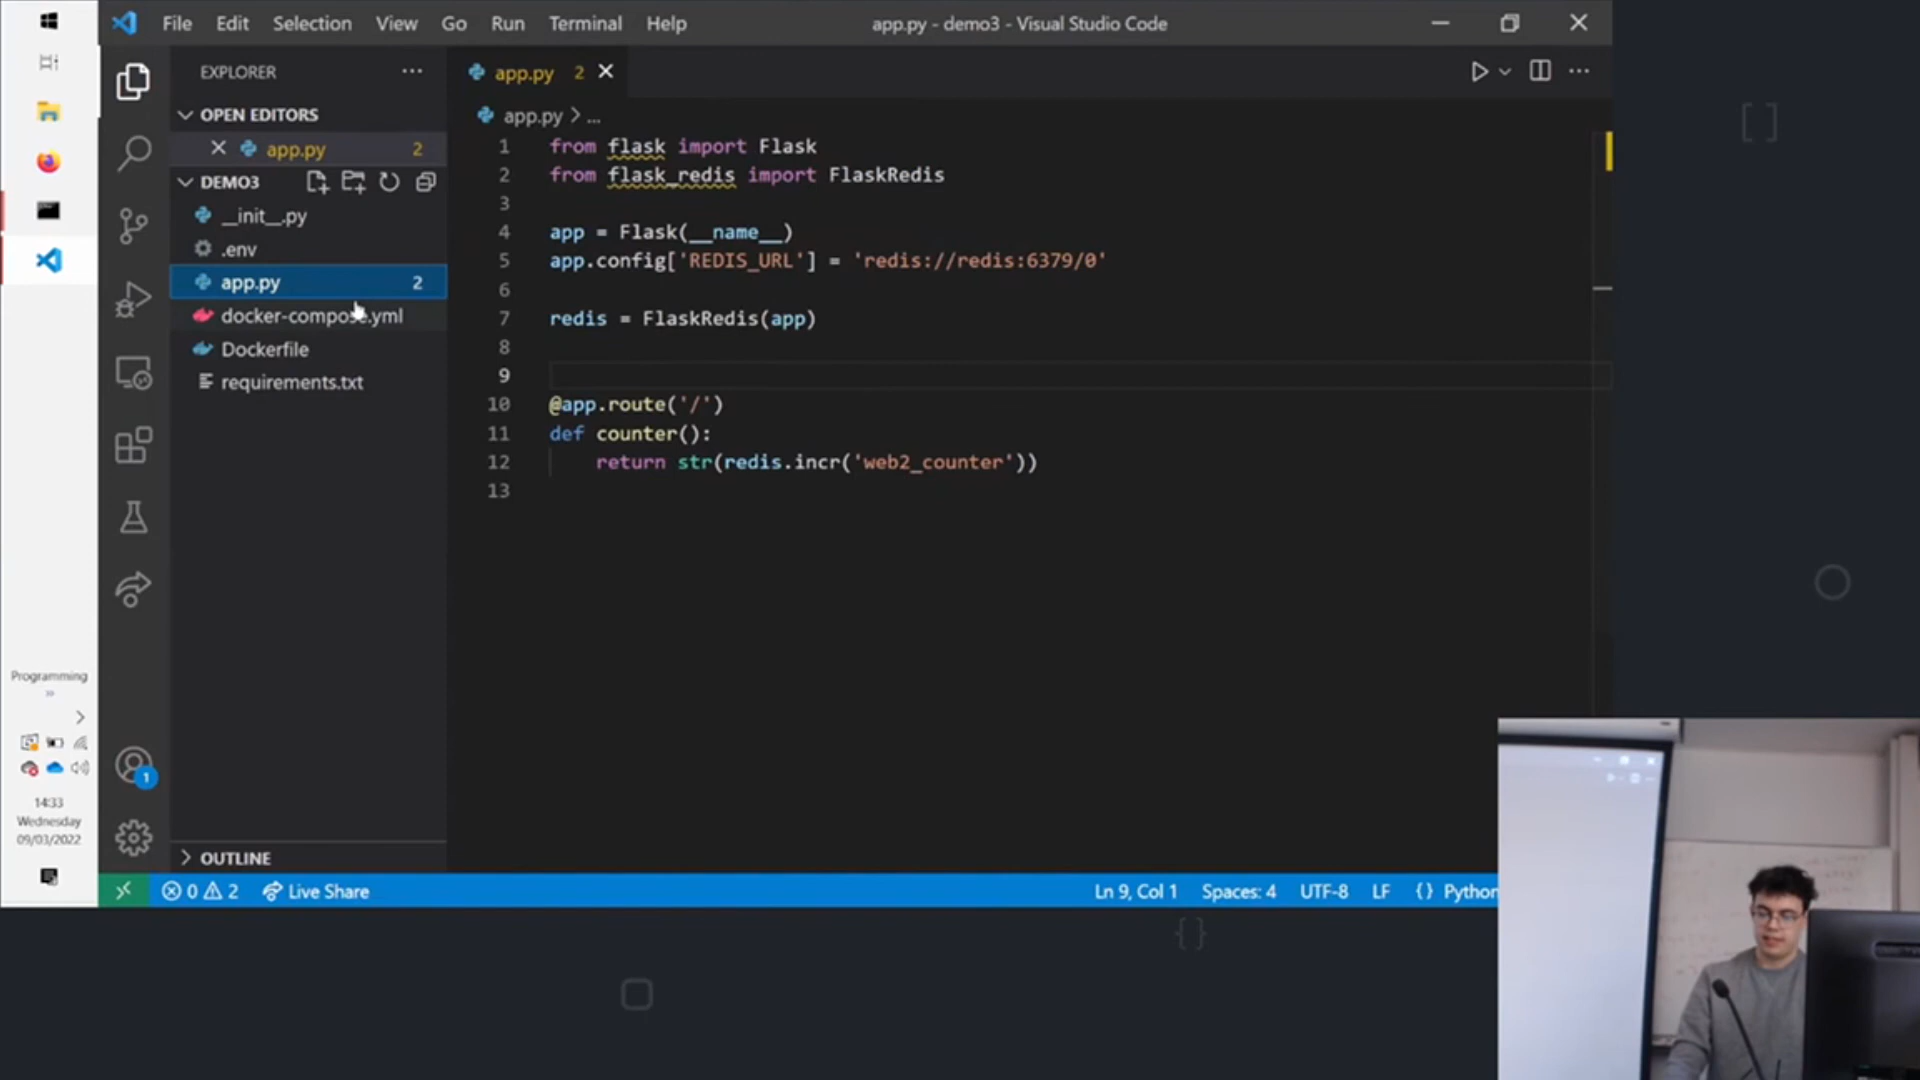 File Edit Selection View Go Run Terminal Help
app.py - demo3 - Visual Studio Code
EXPLORER
OPEN EDITORS
app.py 2
DEMO3
__init__.py
.env
app.py 2
docker-compose.yml
Dockerfile
requirements.txt
OUTLINE
app.py 2
app.py > ...
1 from flask import Flask
2 from flask_redis import FlaskRedis
3
4 app = Flask(__name__)
5 app.config['REDIS_URL'] = 'redis://redis:6379/0'
6
7 redis = FlaskRedis(app)
8
9
10 @app.route('/')
11 def counter():
12 return str(redis.incr('web2_counter'))
13
Programming
14:33
Wednesday
09/03/2022
1
0 2 Live Share
Ln 9, Col 1 Spaces: 4 UTF-8 LF {} Python
[]
{}